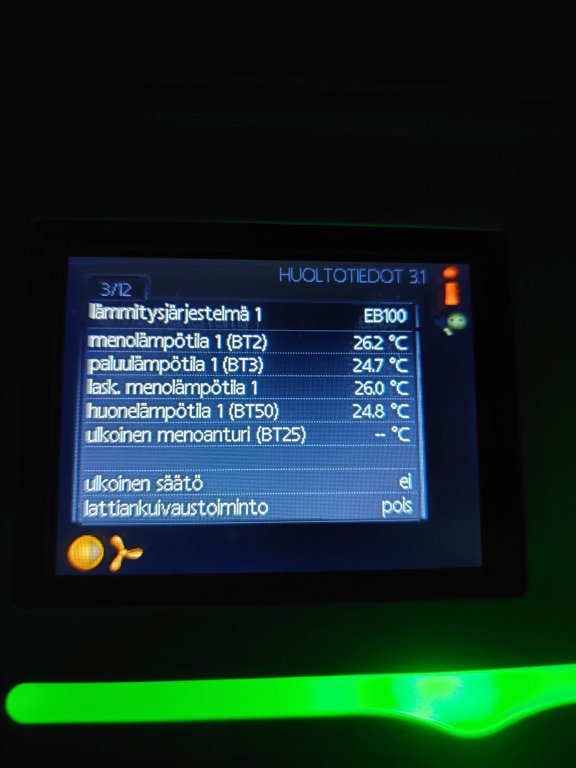 HUOLTOTIEDOT 3.1
3/12
lämmitysjärjestelmä 1 EB100
menolämpötila 1 (BT2) 26.2 °C
paluulämpötila 1 (BT3) 24.7 °C
lask. menolämpötila 1 26.0 °C
huonelämpötila 1 (BT50) 24.8 °C
ulkoinen menoanturi (BT25) -- °C
ulkoinen säätö ei
lattiankuivaustoiminto pois